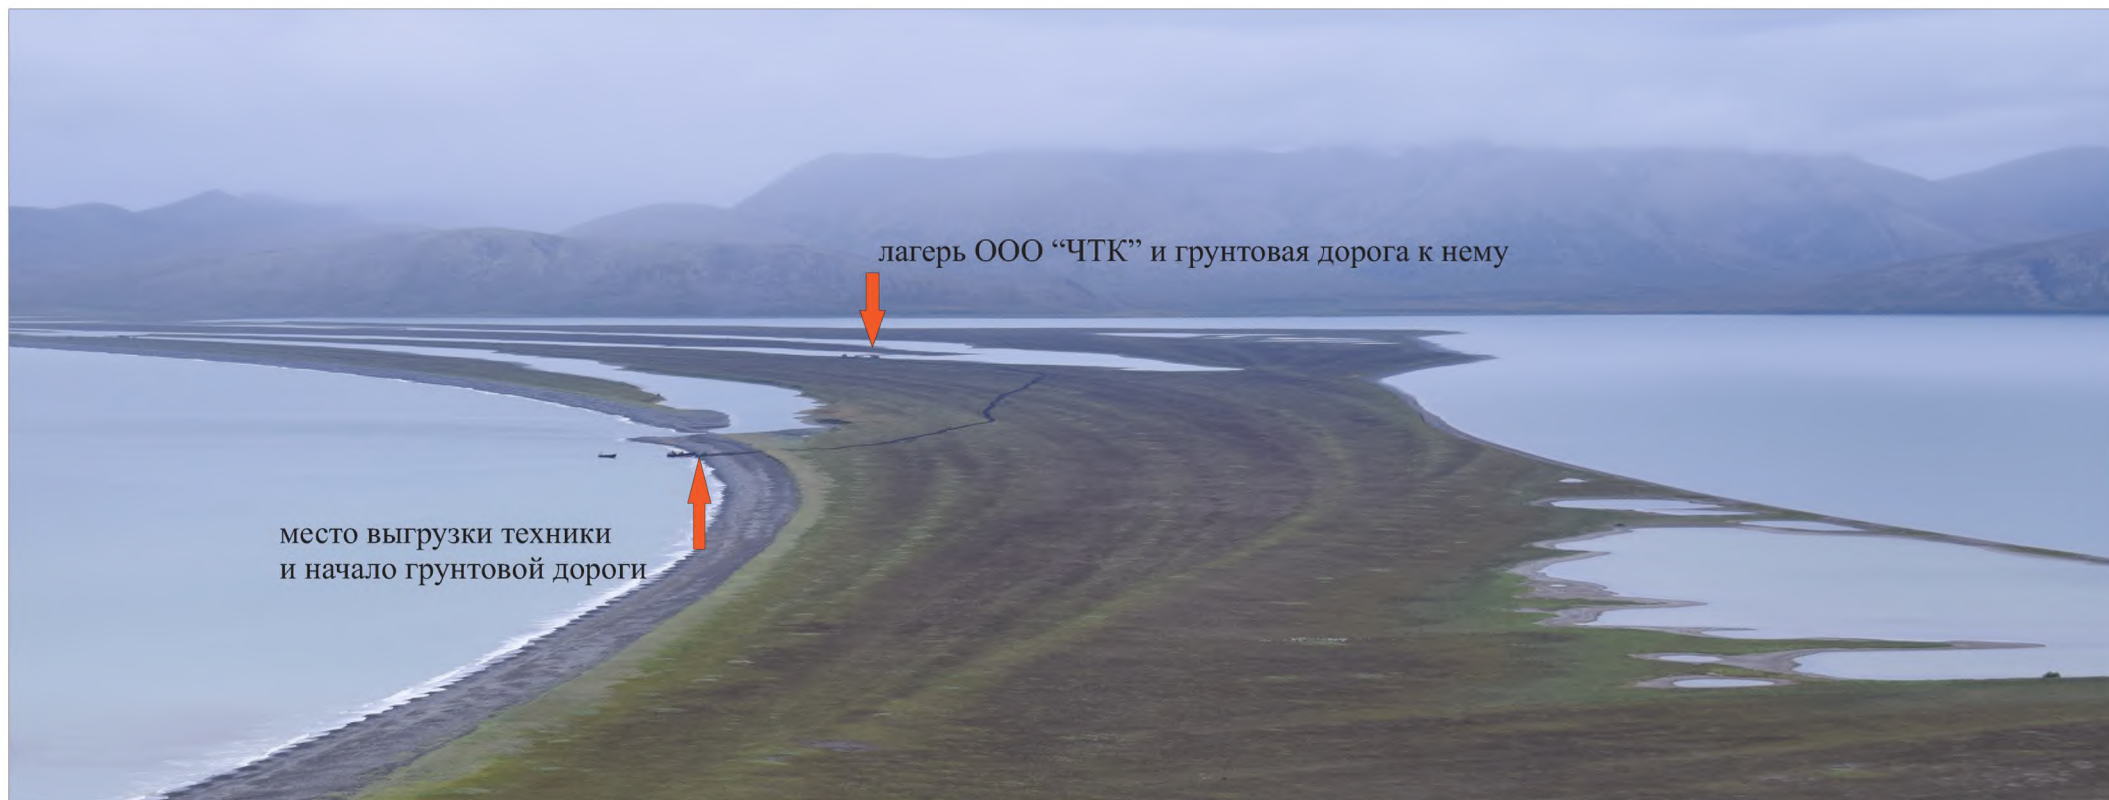 лагерь ООО “ЧТК” и грунтовая дорога к нему
место выгрузки техники
и начало грунтовой дороги